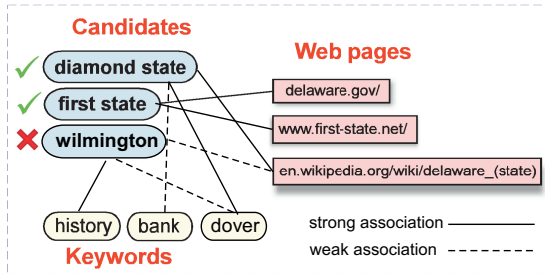 Candidates
Web pages
diamond state
first state
wilmington
delaware.gov/
www.first-state.net/
en.wikipedia.org/wiki/delaware_(state)
history
bank
dover
Keywords
strong association
weak association